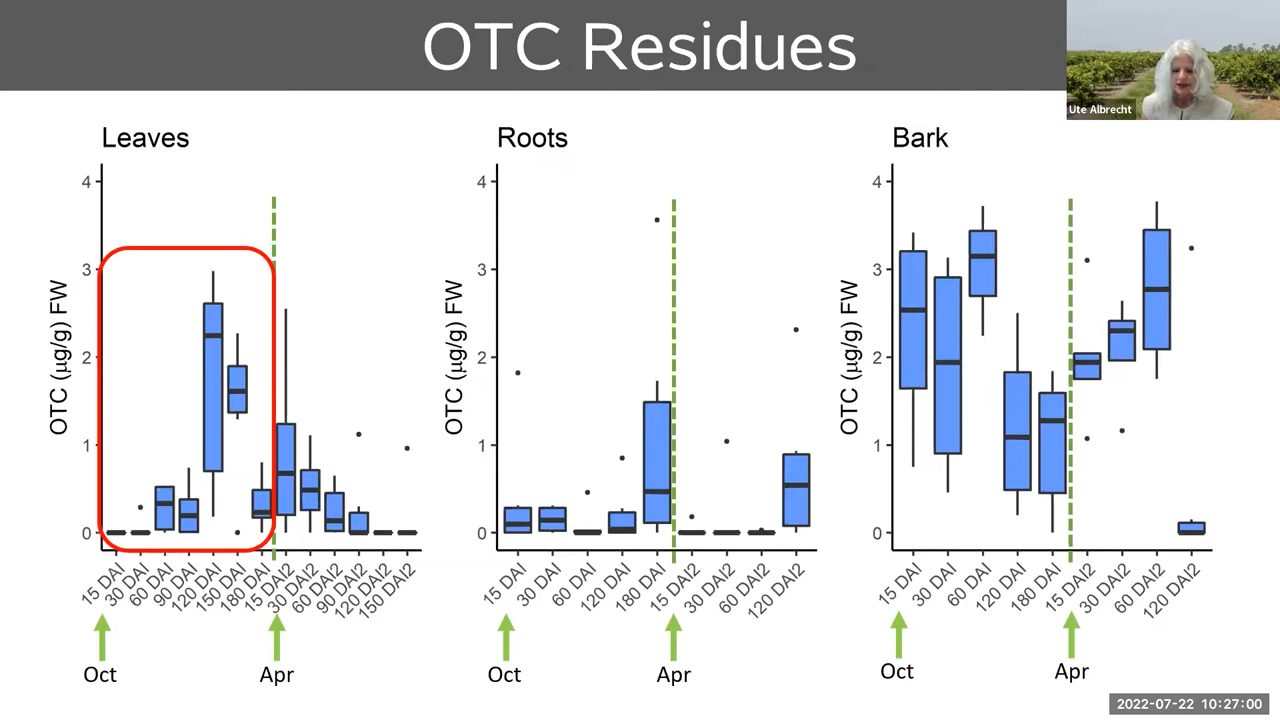 OTC Residues
Ute Albrecht
Leaves
OTC (µg/g) FW
4
3
2
1
0
15 DAI
30 DAI
60 DAI
90 DAI
120 DAI
150 DAI
180 DAI
15 DAI2
30 DAI2
60 DAI2
90 DAI2
120 DAI2
150 DAI2
Oct
Apr
Roots
OTC (µg/g) FW
4
3
2
1
0
15 DAI
30 DAI
60 DAI
120 DAI
180 DAI
15 DAI2
30 DAI2
60 DAI2
120 DAI2
Oct
Apr
Bark
OTC (µg/g) FW
4
3
2
1
0
15 DAI
30 DAI
60 DAI
120 DAI
180 DAI
15 DAI2
30 DAI2
60 DAI2
120 DAI2
Oct
Apr
2022-07-22 10:27:00